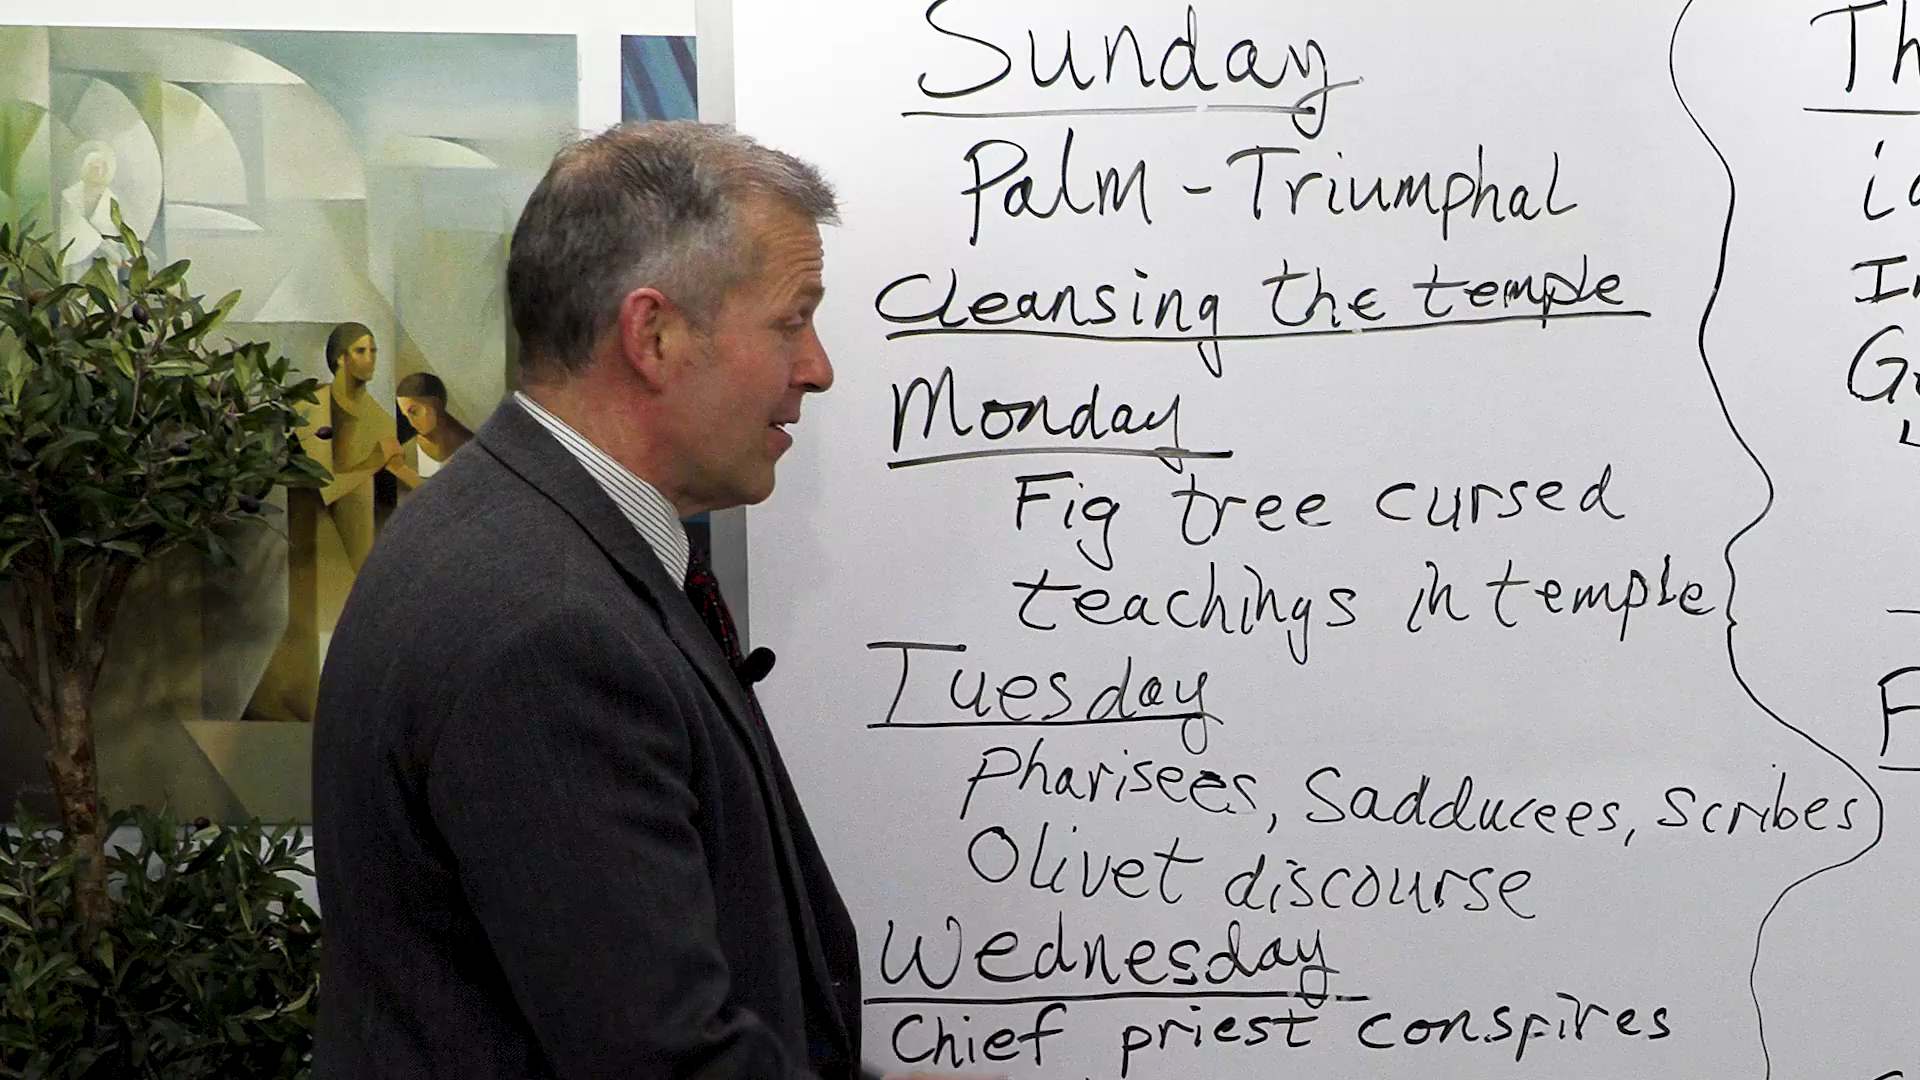 Sunday
Palm - Triumphal
Cleansing the temple
Monday
Fig tree cursed
teachings in temple
Tuesday
Pharisees, Sadducees, Scribes
Olivet discourse
Wednesday
Chief priest conspires
Th